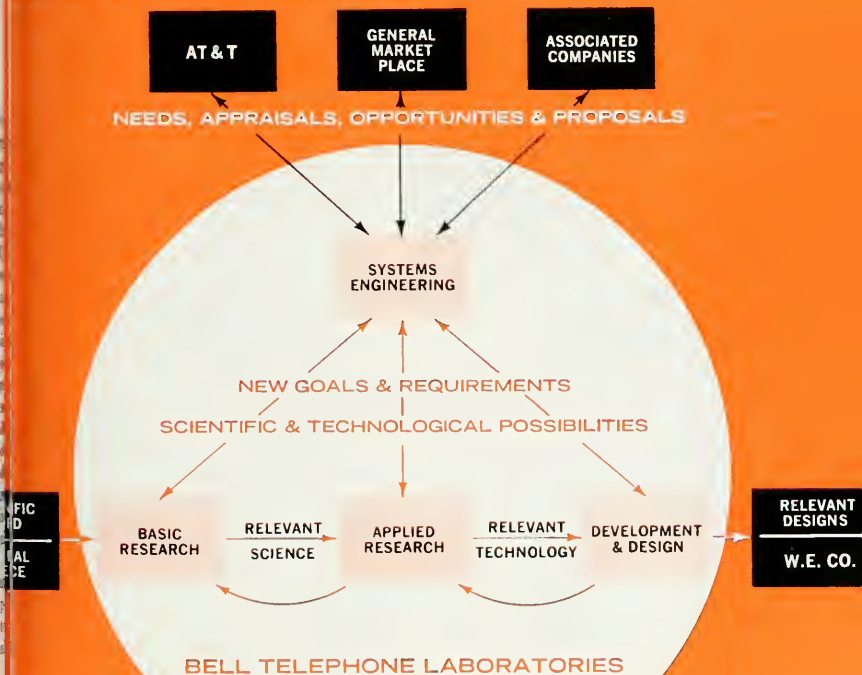 AT & T
GENERAL
MARKET
PLACE
ASSOCIATED
COMPANIES
NEEDS, APPRAISALS, OPPORTUNITIES & PROPOSALS
SYSTEMS
ENGINEERING
NEW GOALS & REQUIREMENTS
SCIENTIFIC & TECHNOLOGICAL POSSIBILITIES
BASIC
RESEARCH
RELEVANT
SCIENCE
APPLIED
RESEARCH
RELEVANT
TECHNOLOGY
DEVELOPMENT
& DESIGN
RELEVANT
DESIGNS
W.E. CO.
BELL TELEPHONE LABORATORIES